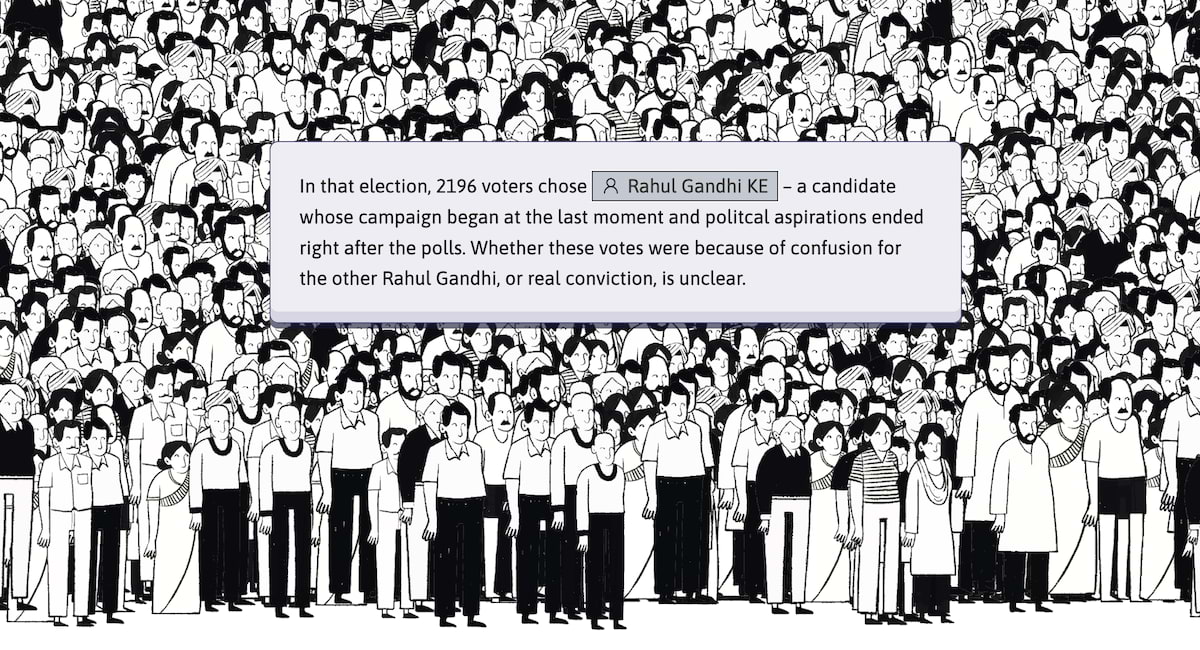 In that election, 2196 voters chose Rahul Gandhi KE – a candidate
whose campaign began at the last moment and politcal aspirations ended
right after the polls. Whether these votes were because of confusion for
the other Rahul Gandhi, or real conviction, is unclear.